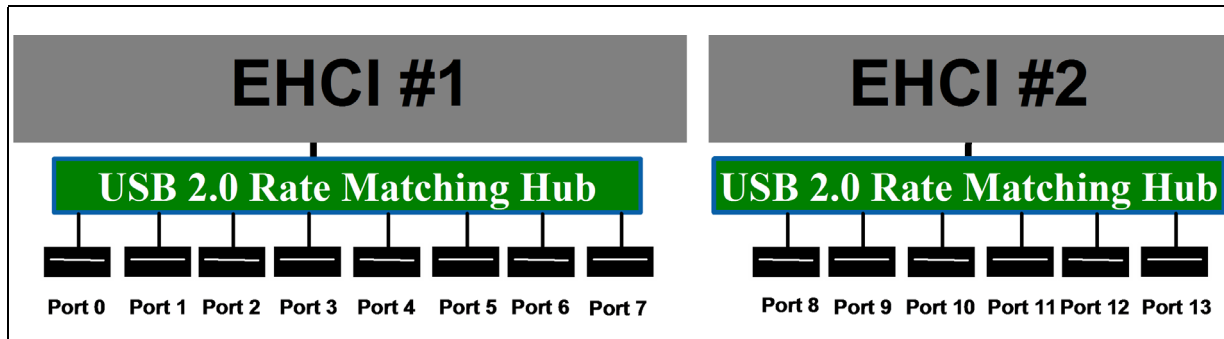 EHCI #1
EHCI #2
USB 2.0 Rate Matching Hub
USB 2.0 Rate Matching Hub
Port 0 Port 1 Port 2 Port 3 Port 4 Port 5 Port 6 Port 7
Port 8 Port 9 Port 10 Port 11 Port 12 Port 13